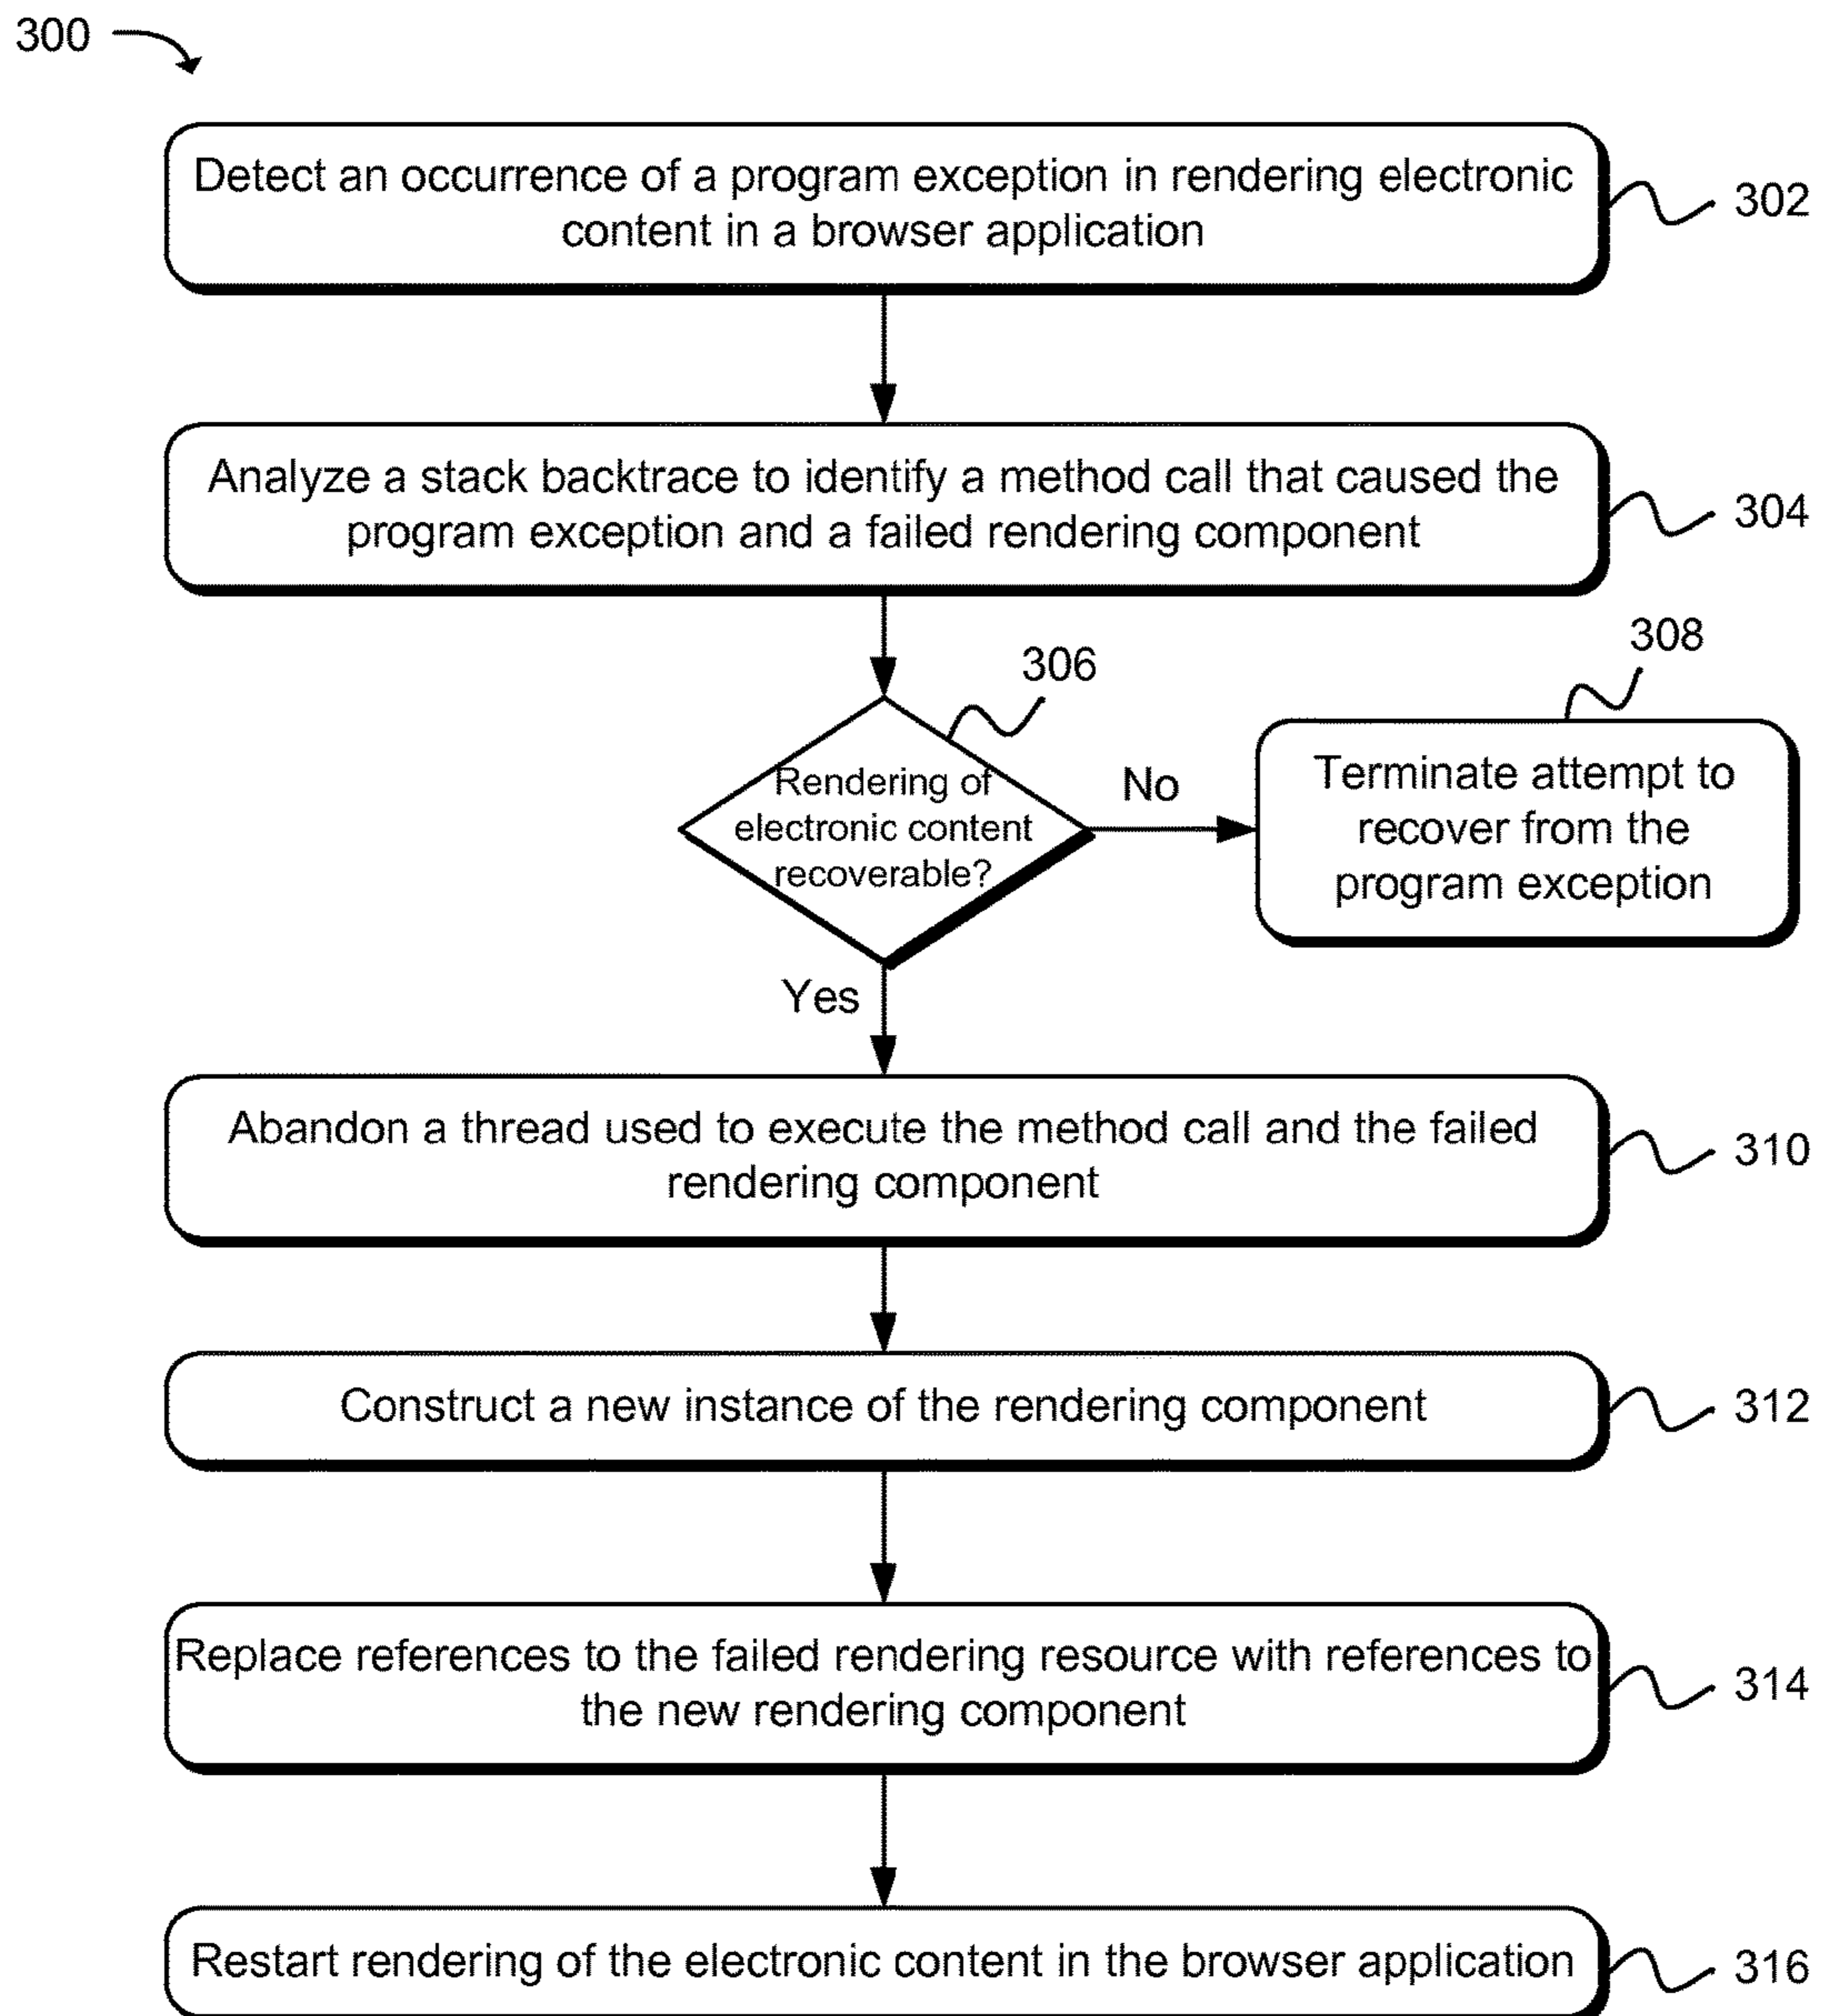 300
Detect an occurrence of a program exception in rendering electronic
content in a browser application
302
Analyze a stack backtrace to identify a method call that caused the
program exception and a failed rendering component
304
306
308
Rendering of
electronic content
recoverable?
No
Terminate attempt to
recover from the
program exception
Yes
Abandon a thread used to execute the method call and the failed
rendering component
310
Construct a new instance of the rendering component
312
Replace references to the failed rendering resource with references to
the new rendering component
314
Restart rendering of the electronic content in the browser application
316